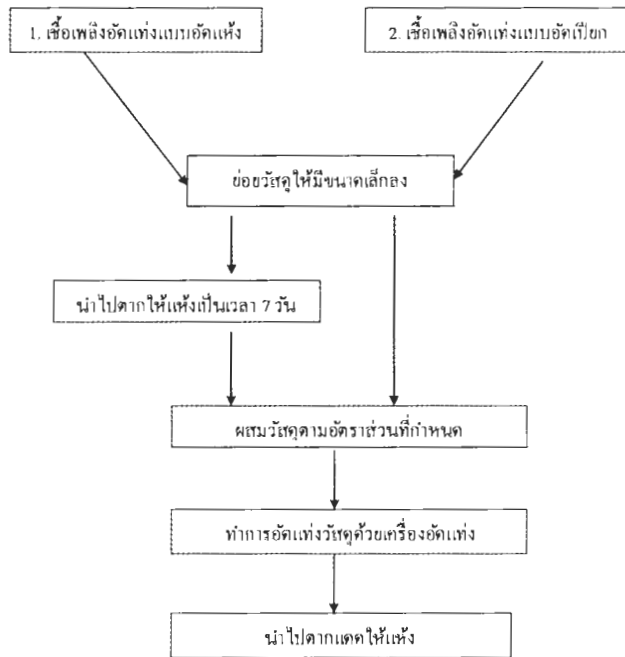 1. เชื้อเพลิงอัดแท่งแบบอัดแห้ง
2. เชื้อเพลิงอัดแท่งแบบอัดเปียก
ย่อยวัสดุให้มีขนาดเล็กลง
นำไปตากให้แห้งเป็นเวลา 7 วัน
ผสมวัสดุตามอัตราส่วนที่กำหนด
ทำการอัดแท่งวัสดุด้วยเครื่องอัดแท่ง
นำไปตากแดดให้แห้ง